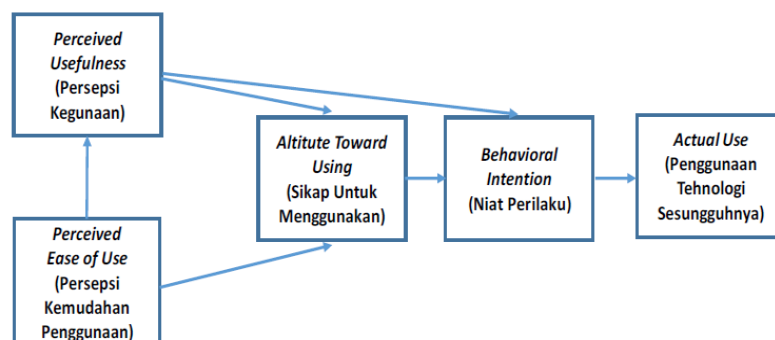 Perceived
Usefulness
(Persepsi
Kegunaan)
Perceived
Ease of Use
(Persepsi
Kemudahan
Penggunaan)
Altitute Toward
Using
(Sikap Untuk
Menggunakan)
Behavioral
Intention
(Niat Perilaku)
Actual Use
(Penggunaan
Tehnologi
Sesungguhnya)